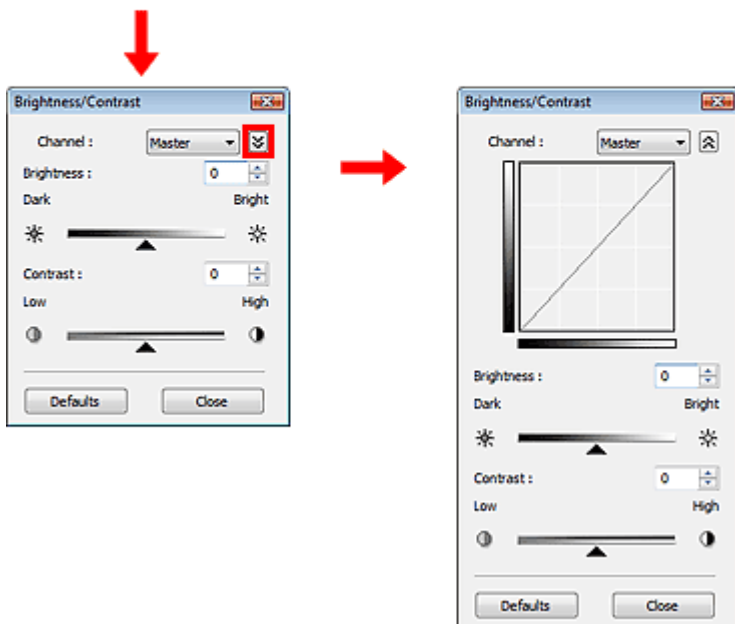 Brightness/Contrast
Channel : Master
Brightness : 0
Dark Bright
Contrast : 0
Low High
Defaults Close
Brightness/Contrast
Channel : Master
Brightness : 0
Dark Bright
Contrast : 0
Low High
Defaults Close